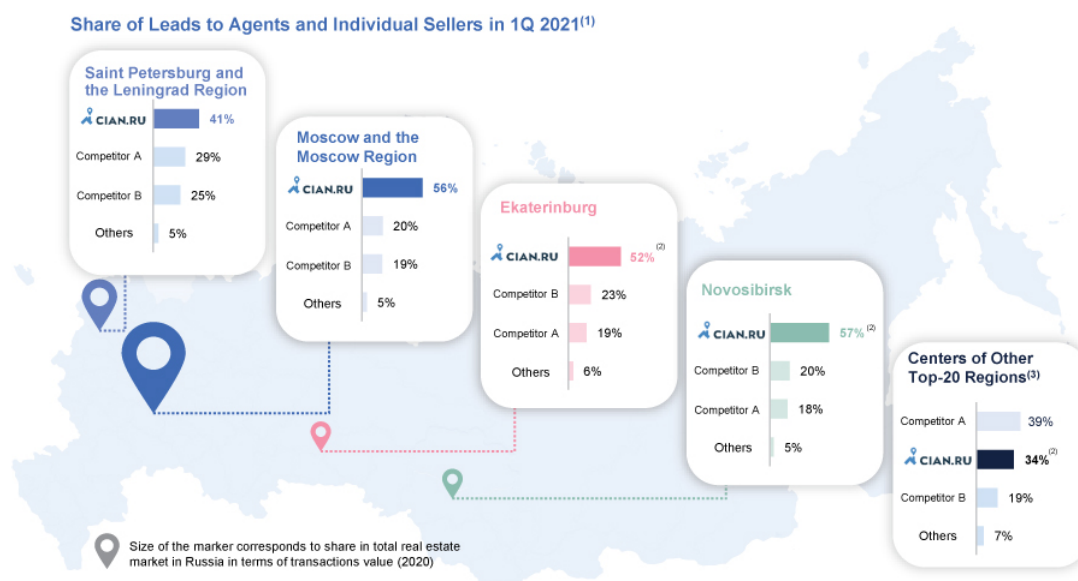 Share of Leads to Agents and Individual Sellers in 1Q 2021(1)
Saint Petersburg and
the Leningrad Region
CIAN.RU 41%
Competitor A 29%
Competitor B 25%
Others 5%
Moscow and the
Moscow Region
CIAN.RU 56%
Competitor A 20%
Competitor B 19%
Others 5%
Ekaterinburg
CIAN.RU 52% (2)
Competitor B 23%
Competitor A 19%
Others 6%
Novosibirsk
CIAN.RU 57% (2)
Competitor B 20%
Competitor A 18%
Others 5%
Centers of Other
Top-20 Regions(3)
Competitor A 39%
CIAN.RU 34% (2)
Competitor B 19%
Others 7%
Size of the marker corresponds to share in total real estate
market in Russia in terms of transactions value (2020)